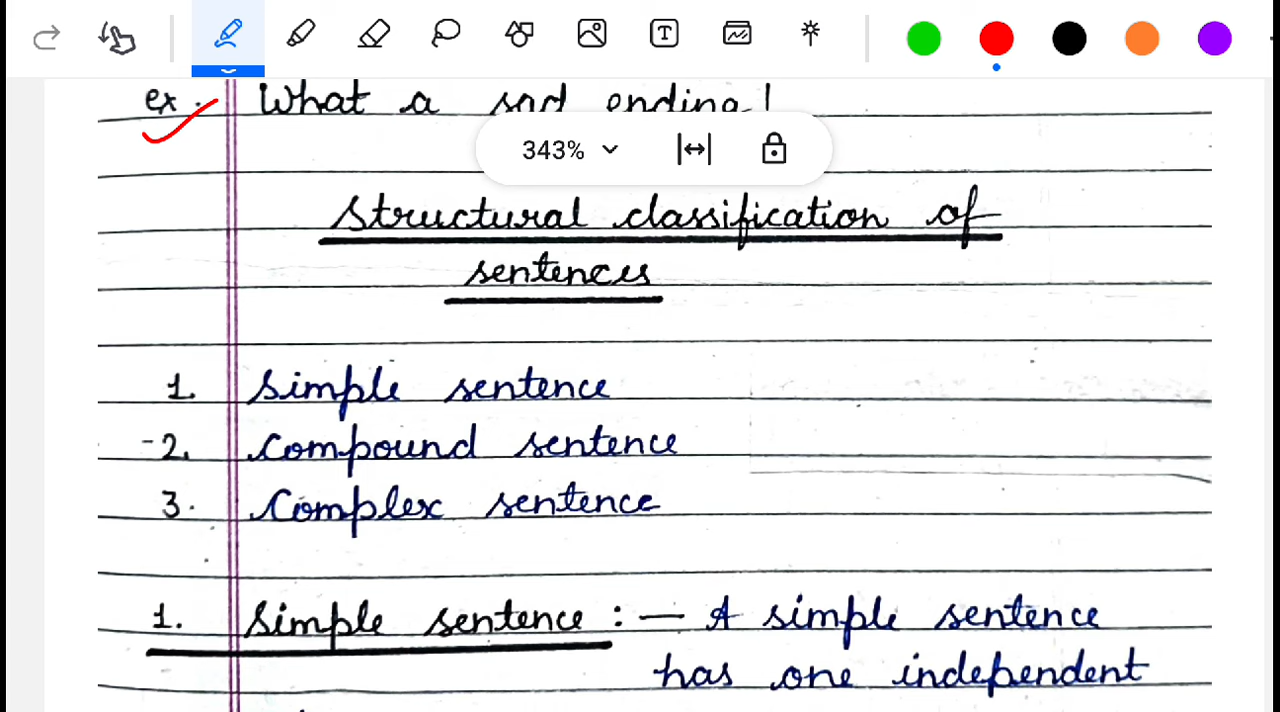 ex. What a sad ending!
343%
Structural classification of
sentences
1. Simple sentence
2. Compound sentence
3. Complex sentence
1. Simple sentence :— A simple sentence
has one independent